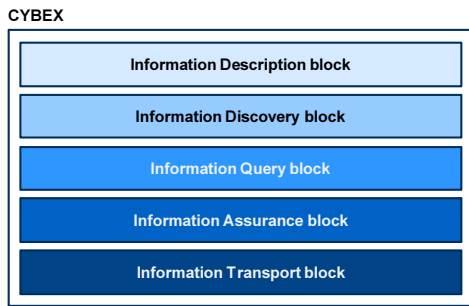 CYBEX
Information Description block
Information Discovery block
Information Query block
Information Assurance block
Information Transport block